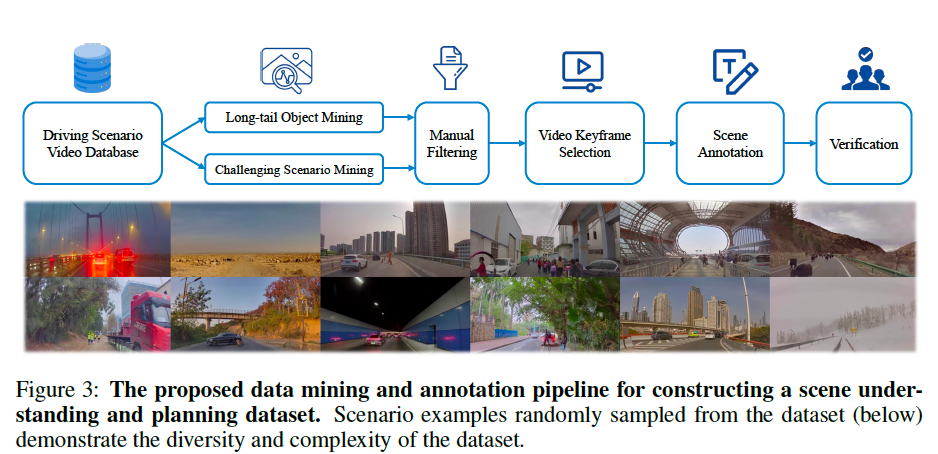 Driving Scenario
Video Database
Long-tail Object Mining
Challenging Scenario Mining
Manual
Filtering
Video Keyframe
Selection
T
Scene
Annotation
Verification
Figure 3: The proposed data mining and annotation pipeline for constructing a scene under-
standing and planning dataset. Scenario examples randomly sampled from the dataset (below)
demonstrate the diversity and complexity of the dataset.